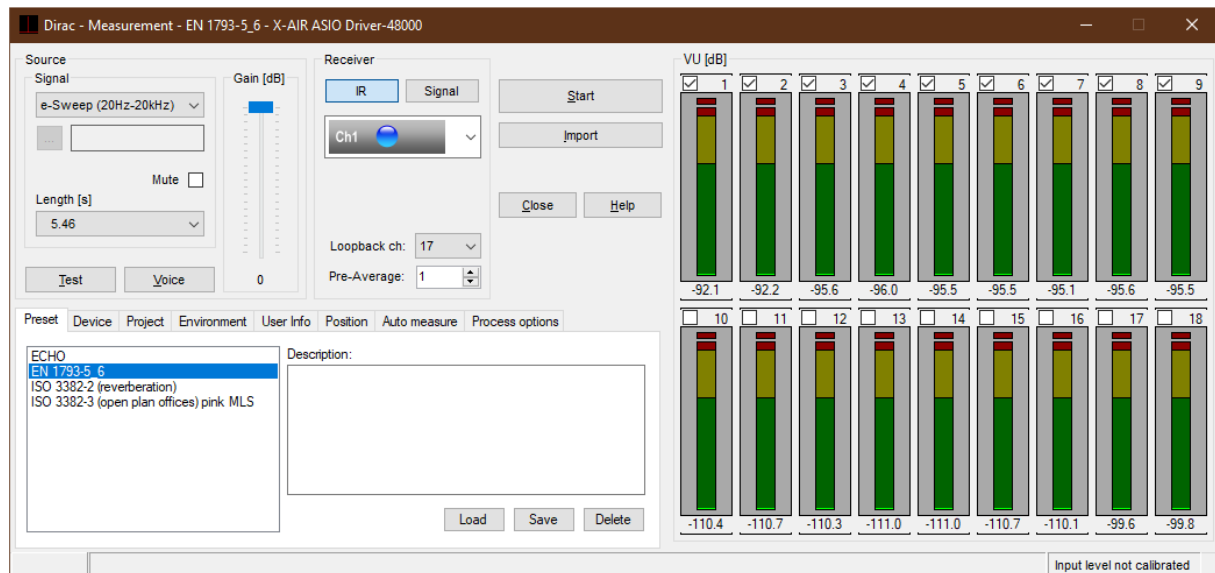 Dirac - Measurement - EN 1793-5_6 - X-AIR ASIO Driver-48000
Source
Signal
e-Sweep (20Hz-20kHz)
...
Mute
Length [s]
5.46
Test
Voice
Gain [dB]
0
Receiver
IR
Signal
Ch1
Loopback ch:
17
Pre-Average:
1
Start
Import
Close
Help
VU [dB]
1 2 3 4 5 6 7 8 9
-92.1 -92.2 -95.6 -96.0 -95.5 -95.5 -95.1 -95.6 -95.5
10 11 12 13 14 15 16 17 18
-110.4 -110.7 -110.3 -111.0 -111.0 -110.7 -110.1 -99.6 -99.8
Preset Device Project Environment User Info Position Auto measure Process options
ECHO
EN 1793-5_6
ISO 3382-2 (reverberation)
ISO 3382-3 (open plan offices) pink MLS
Description:
Load
Save
Delete
Input level not calibrated